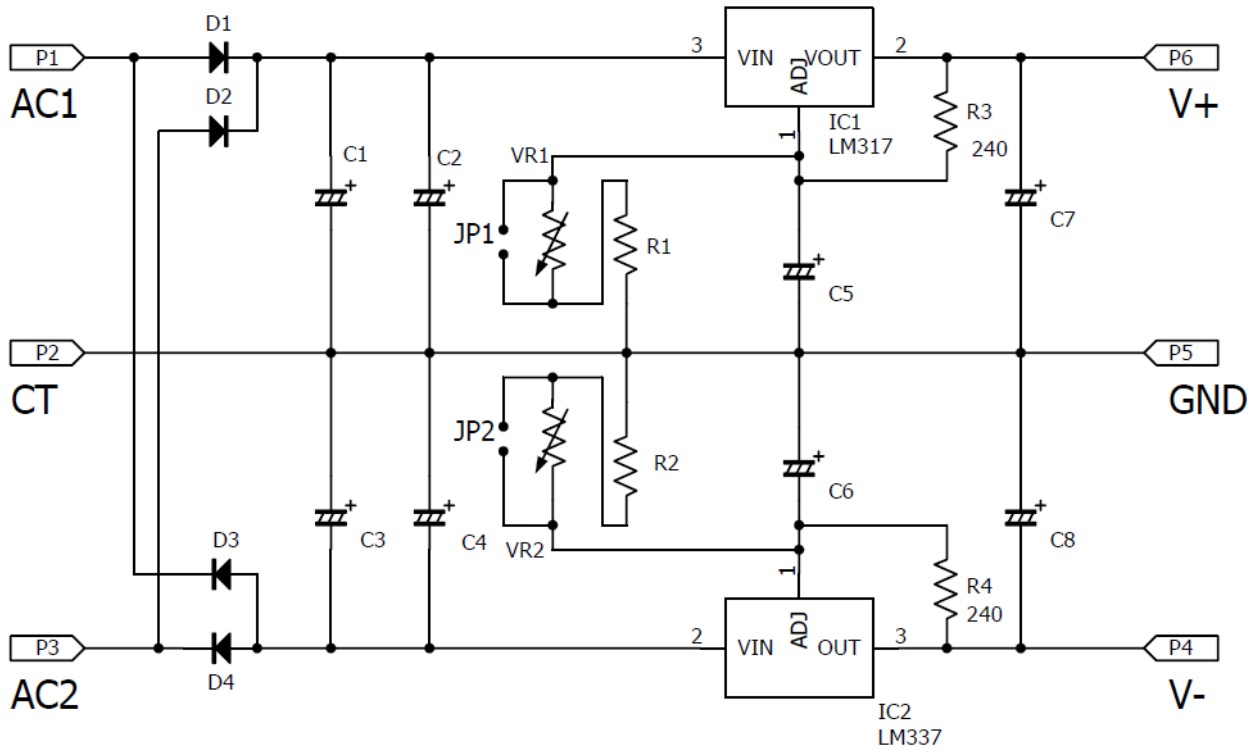 D1
P1
AC1
D2
3
VIN
VOUT
ADJ
2
P6
V+
1
IC1
LM317
R3
240
C1
C2
VR1
JP1
R1
C5
C7
P2
CT
P5
GND
JP2
R2
C6
D3
C3
C4
VR2
1
C8
R4
240
P3
AC2
D4
2
VIN
ADJ
OUT
3
P4
V-
IC2
LM337